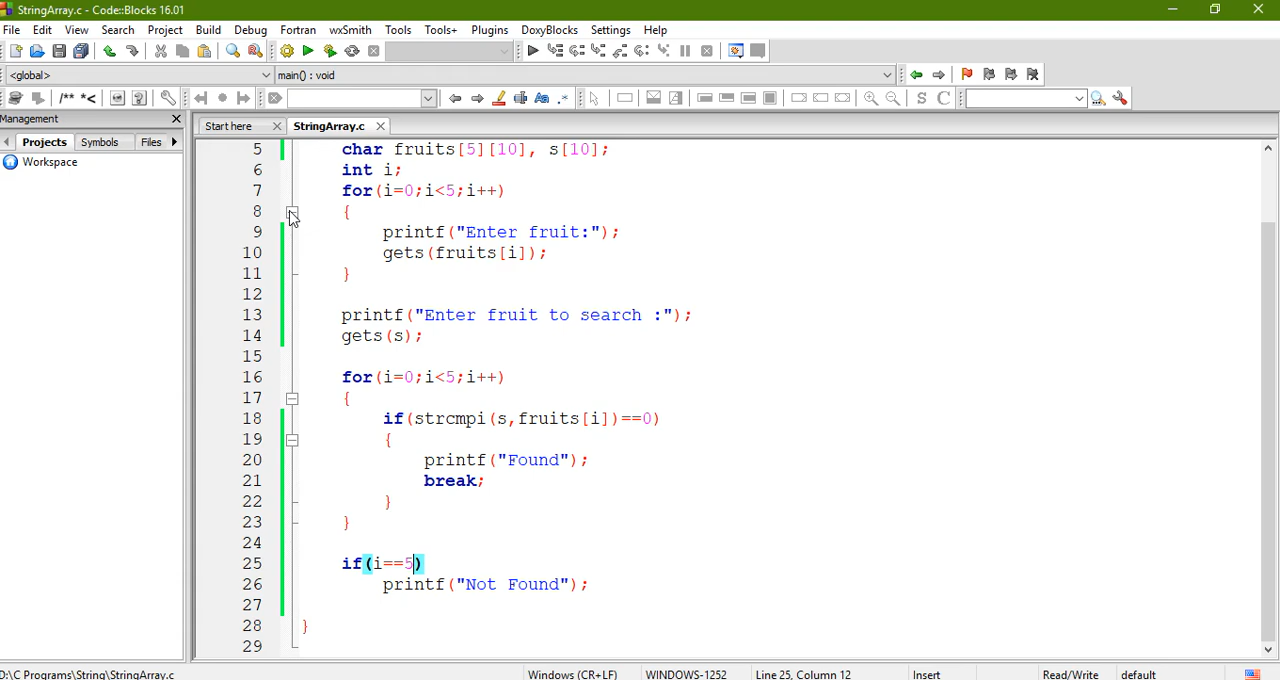 StringArray.c - Code::Blocks 16.01
File Edit View Search Project Build Debug Fortran wxSmith Tools Tools+ Plugins DoxyBlocks Settings Help
<global> main() : void
/** *< Aa .* S C
Management
Start here StringArray.c
Projects Symbols Files
Workspace
5 char fruits[5][10], s[10];
6 int i;
7 for(i=0;i<5;i++)
8 {
9 printf("Enter fruit:");
10 gets(fruits[i]);
11 }
12
13 printf("Enter fruit to search :");
14 gets(s);
15
16 for(i=0;i<5;i++)
17 {
18 if(strcmpi(s,fruits[i])==0)
19 {
20 printf("Found");
21 break;
22 }
23 }
24
25 if(i==5)
26 printf("Not Found");
27
28 }
29
D:\C Programs\String\StringArray.c Windows (CR+LF) WINDOWS-1252 Line 25, Column 12 Insert Read/Write default